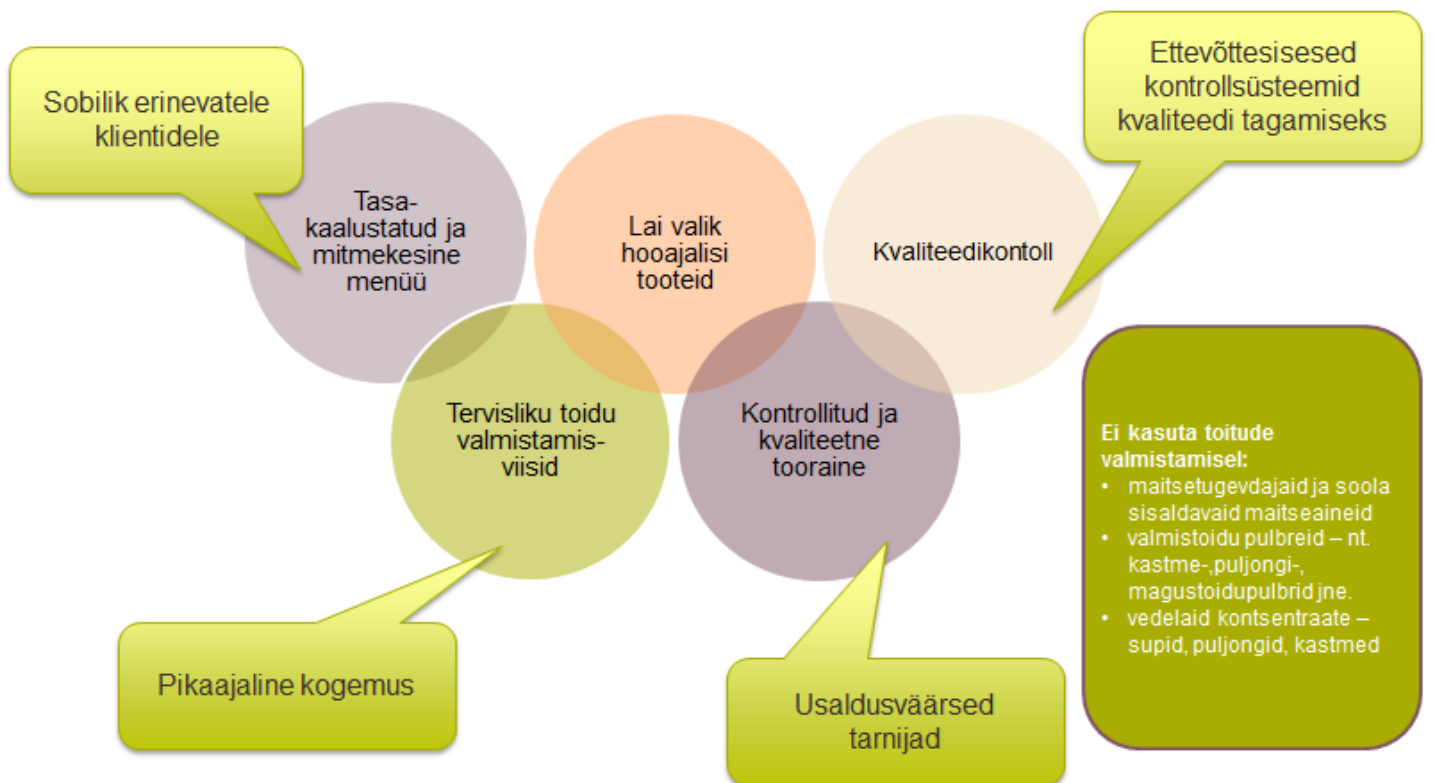 Sobilik erinevatele
klientidele
Ettevõttesisesed
kontrollsüsteemid
kvaliteedi tagamiseks
Tasa-
kaalustatud ja
mitmekesine
menüü
Lai valik
hooajalisi
tooteid
Kvaliteedikontoll
Tervisliku toidu
valmistamis-
viisid
Kontrollitud ja
kvaliteetne
tooraine
Ei kasuta toitude
valmistamisel:
• maitsetugevdajaid ja soola
sisaldavaid maitseaineid
• valmistoidu pulbreid – nt.
kastme-,puljongi-,
magustoidupulbrid jne.
• vedelaid kontsentraate –
supid, puljongid, kastmed
Pikaajaline kogemus
Usaldusväärsed
tarnijad